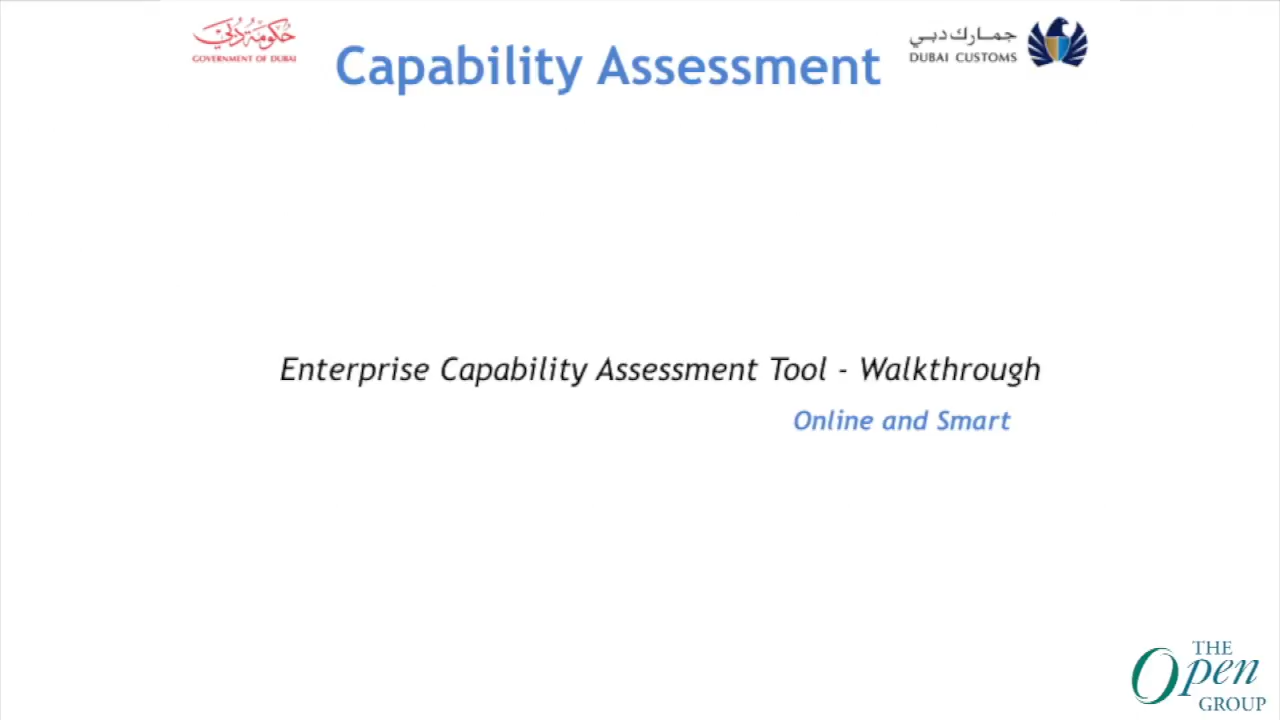 حكومة دبي
GOVERNMENT OF DUBAI
Capability Assessment
جمارك دبي
DUBAI CUSTOMS
Enterprise Capability Assessment Tool - Walkthrough
Online and Smart
THE
Open
GROUP